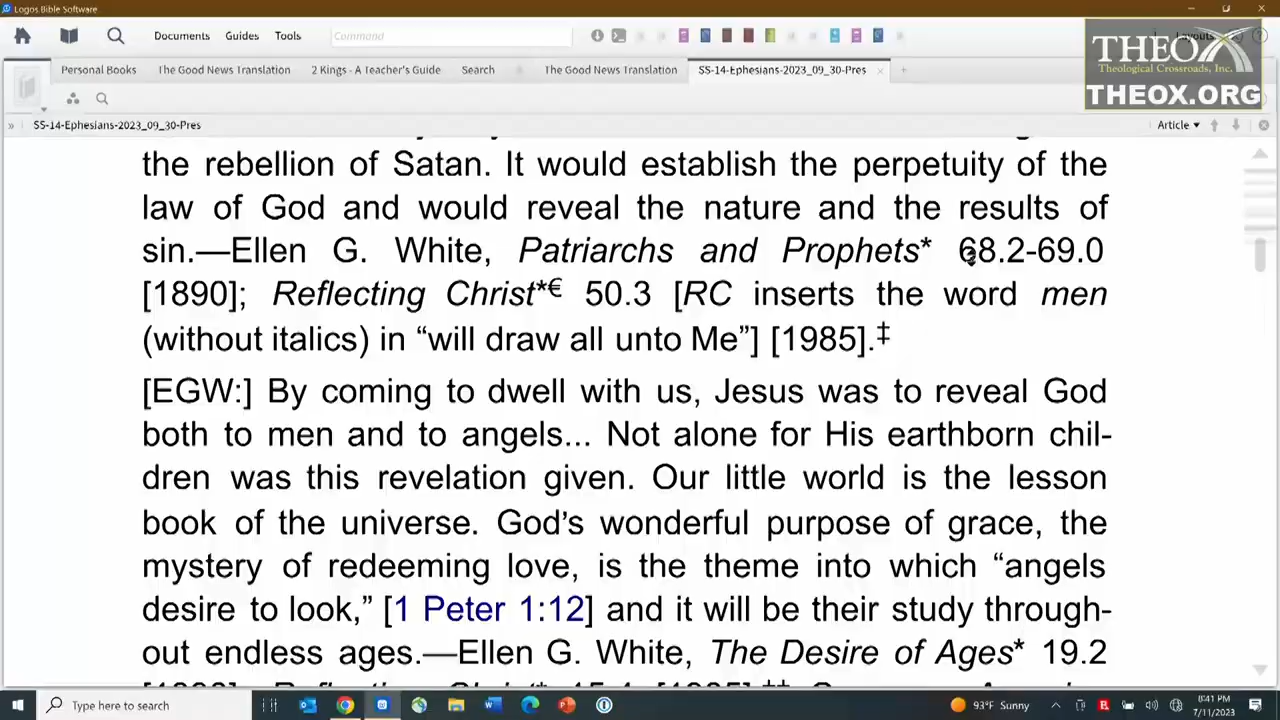 Logos Bible Software
Documents Guides Tools Command Layouts
THEOX
Theological Crossroads, Inc.
THEOX.ORG
Personal Books The Good News Translation 2 Kings - A Teacher's Guide The Good News Translation SS-14-Ephesians-2023_09_30-Pres
SS-14-Ephesians-2023_09_30-Pres Article
the rebellion of Satan. It would establish the perpetuity of the
law of God and would reveal the nature and the results of
sin.—Ellen G. White, Patriarchs and Prophets* 68.2-69.0
[1890]; Reflecting Christ*€ 50.3 [RC inserts the word men
(without italics) in “will draw all unto Me”] [1985].‡
[EGW:] By coming to dwell with us, Jesus was to reveal God
both to men and to angels... Not alone for His earthborn chil-
dren was this revelation given. Our little world is the lesson
book of the universe. God’s wonderful purpose of grace, the
mystery of redeeming love, is the theme into which “angels
desire to look,” [1 Peter 1:12] and it will be their study through-
out endless ages.—Ellen G. White, The Desire of Ages* 19.2
Type here to search 93°F Sunny 8:41 PM
7/11/2023